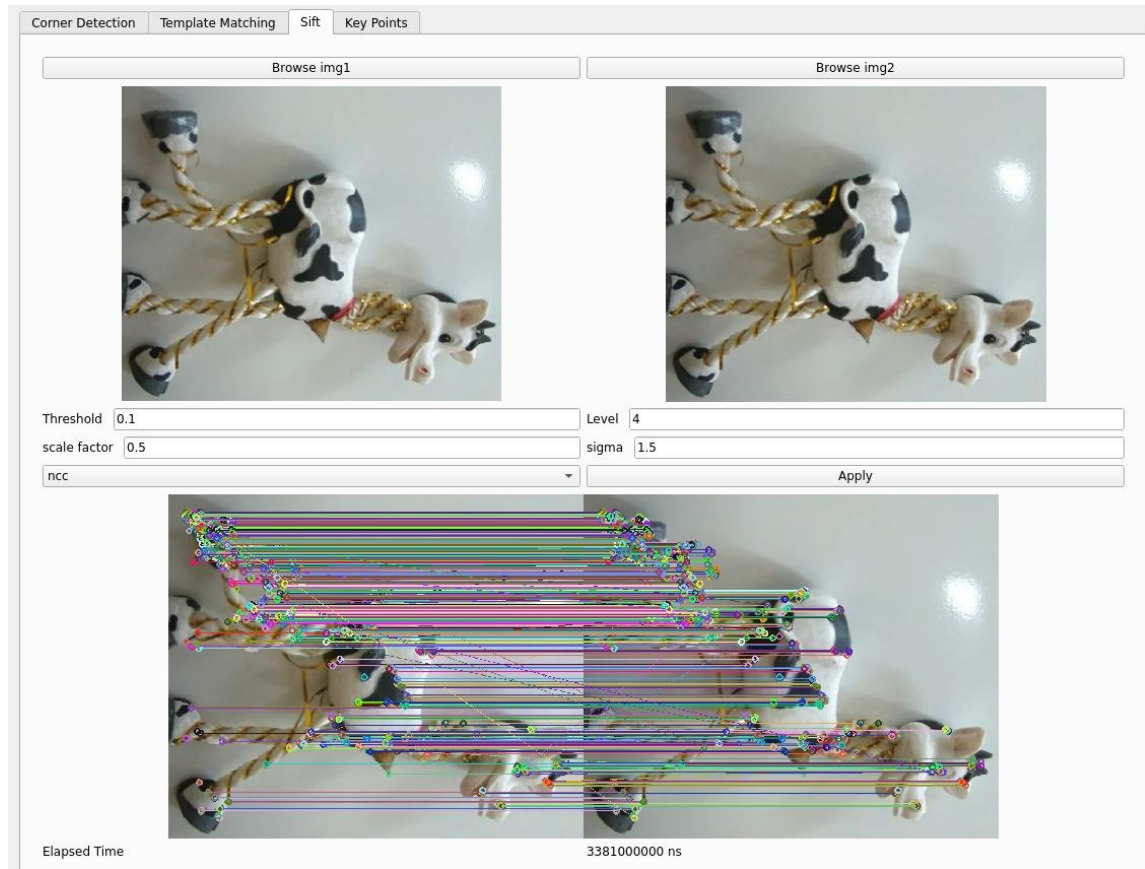 Corner Detection Template Matching Sift Key Points
Browse img1 Browse img2
Threshold 0.1 Level 4
scale factor 0.5 sigma 1.5
ncc Apply
Elapsed Time 3381000000 ns